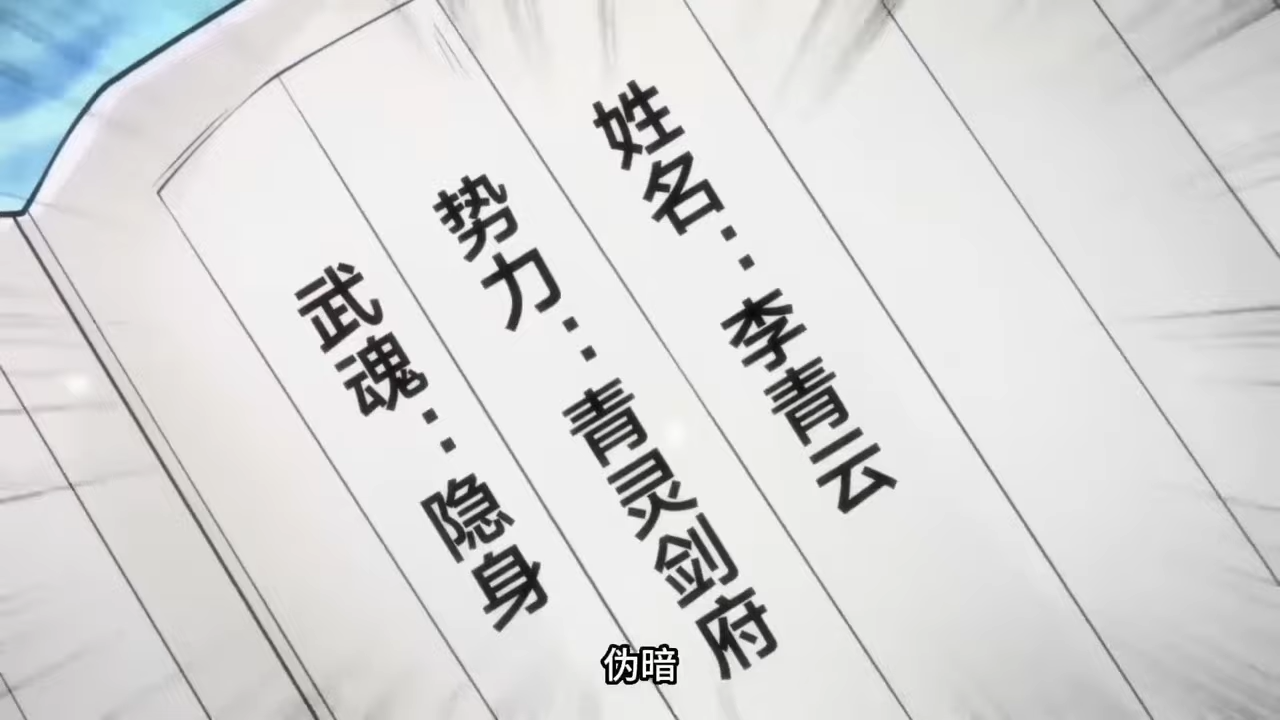 姓名：李青云
势力：青灵剑府
武魂：隐身
伪暗